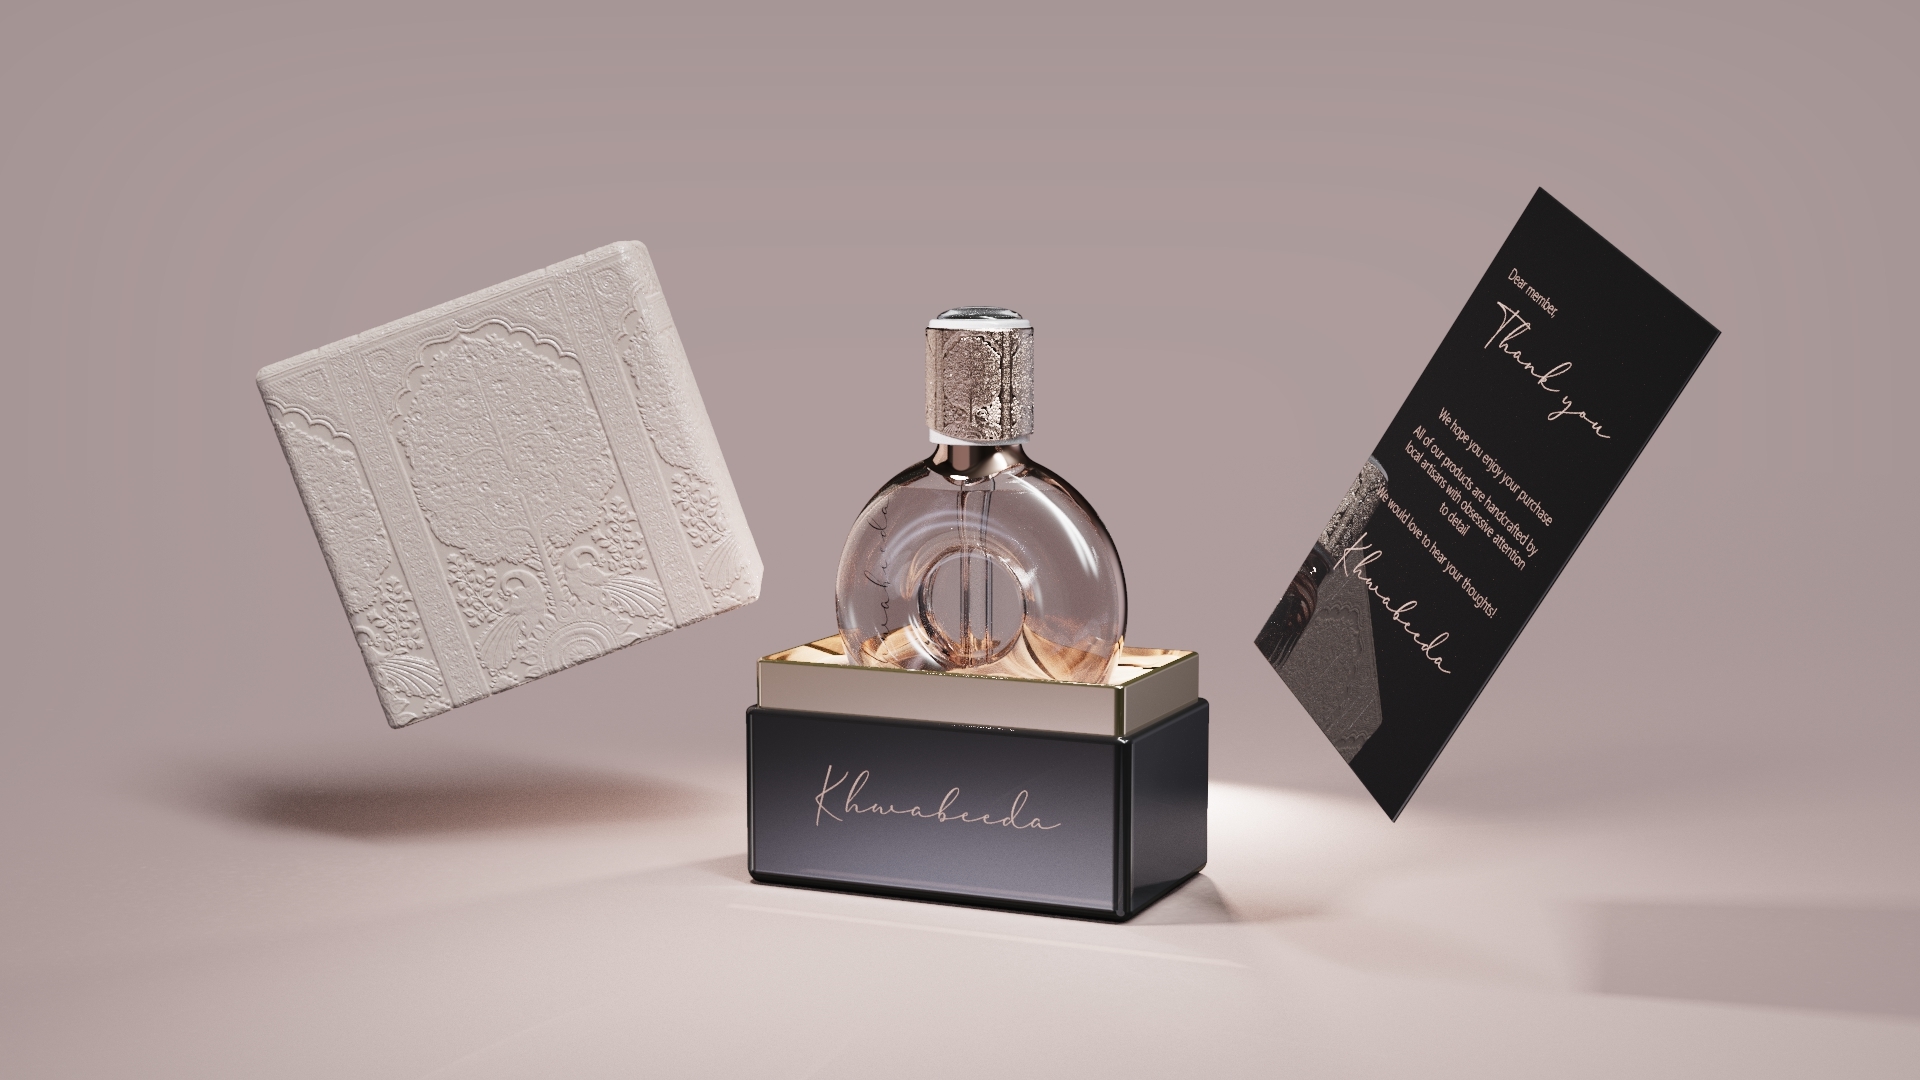 Khwabeeda
Khwabeeda
Dear member,
Thank you
We hope you enjoy your purchase
All of our products are handcrafted by
local artisans with obsessive attention
to detail
We would love to hear your thoughts!
Khwabeeda